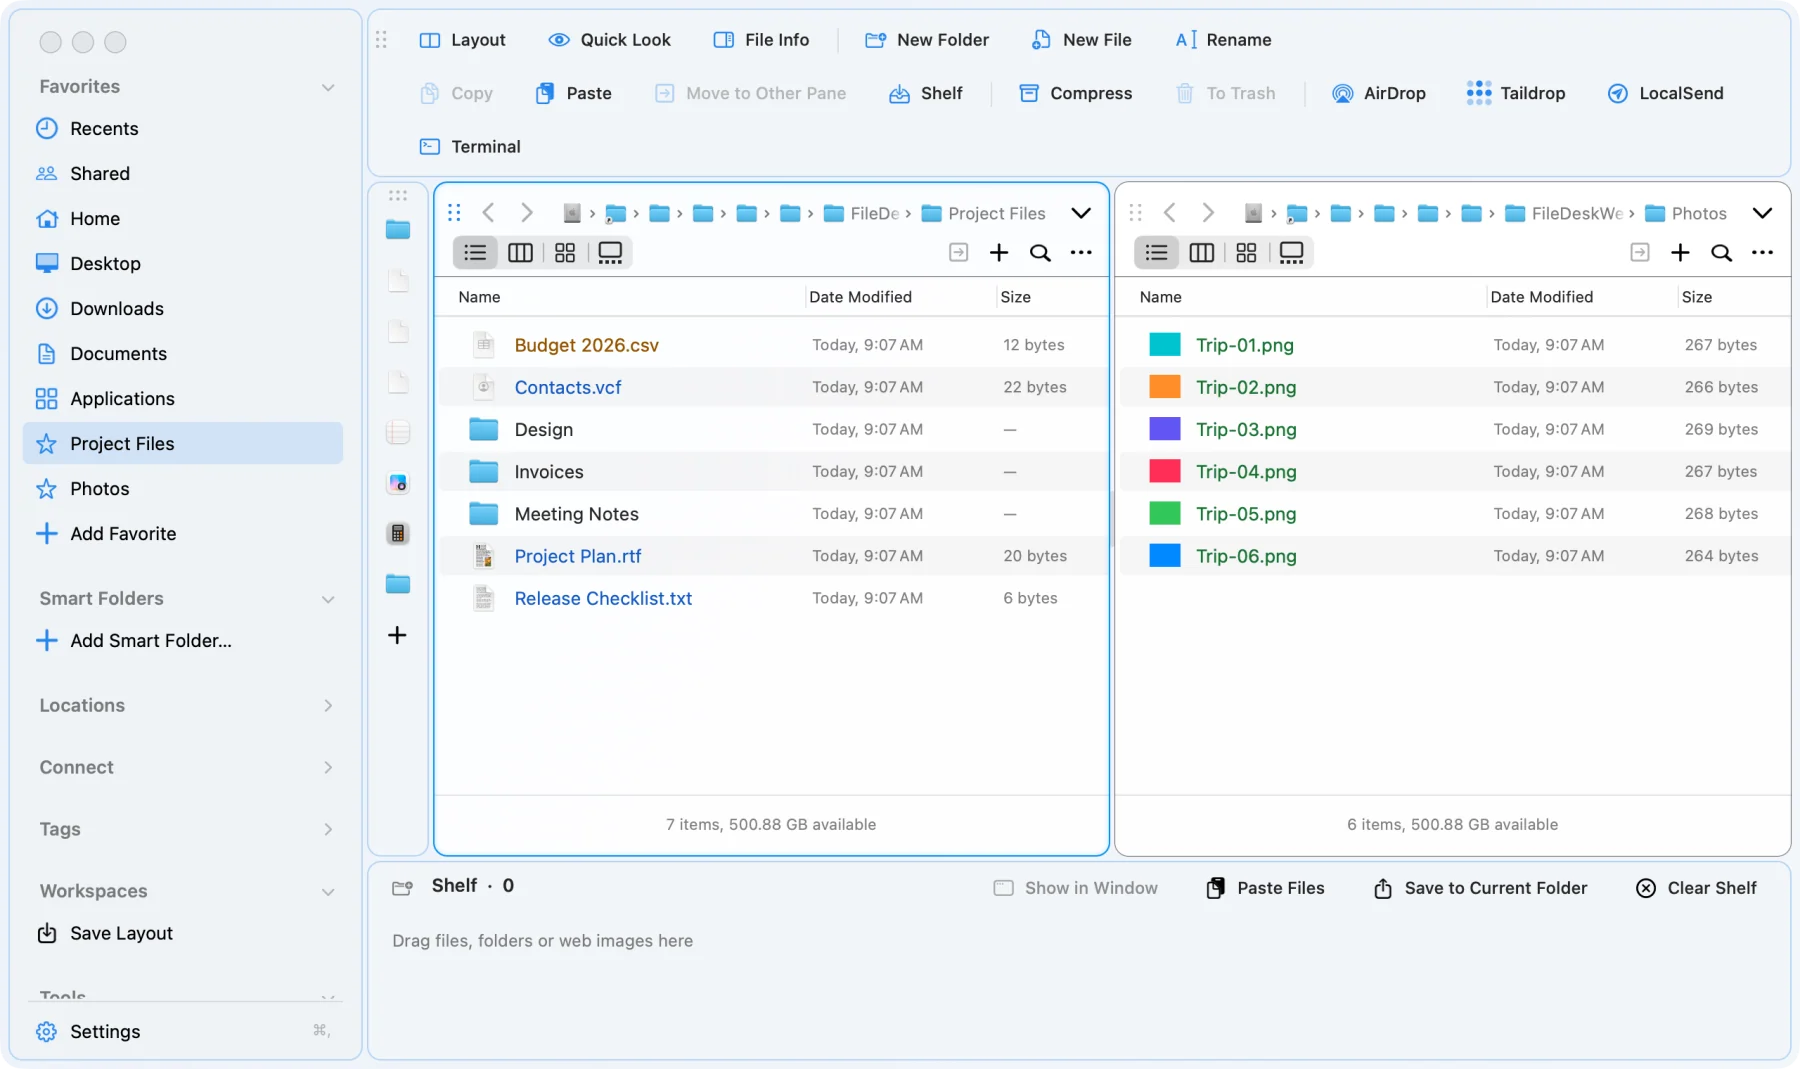 Favorites
Recents
Shared
Home
Desktop
Downloads
Documents
Applications
Project Files
Photos
Add Favorite
Smart Folders
Add Smart Folder...
Locations
Connect
Tags
Workspaces
Save Layout
Tools
Settings ⌘,
Layout Quick Look File Info New Folder New File Rename
Copy Paste Move to Other Pane Shelf Compress To Trash AirDrop Taildrop LocalSend
Terminal
FileDe › Project Files
Name Date Modified Size
Budget 2026.csv Today, 9:07 AM 12 bytes
Contacts.vcf Today, 9:07 AM 22 bytes
Design Today, 9:07 AM —
Invoices Today, 9:07 AM —
Meeting Notes Today, 9:07 AM —
Project Plan.rtf Today, 9:07 AM 20 bytes
Release Checklist.txt Today, 9:07 AM 6 bytes
7 items, 500.88 GB available
FileDeskWe › Photos
Name Date Modified Size
Trip-01.png Today, 9:07 AM 267 bytes
Trip-02.png Today, 9:07 AM 266 bytes
Trip-03.png Today, 9:07 AM 269 bytes
Trip-04.png Today, 9:07 AM 267 bytes
Trip-05.png Today, 9:07 AM 268 bytes
Trip-06.png Today, 9:07 AM 264 bytes
6 items, 500.88 GB available
Shelf · 0 Show in Window Paste Files Save to Current Folder Clear Shelf
Drag files, folders or web images here